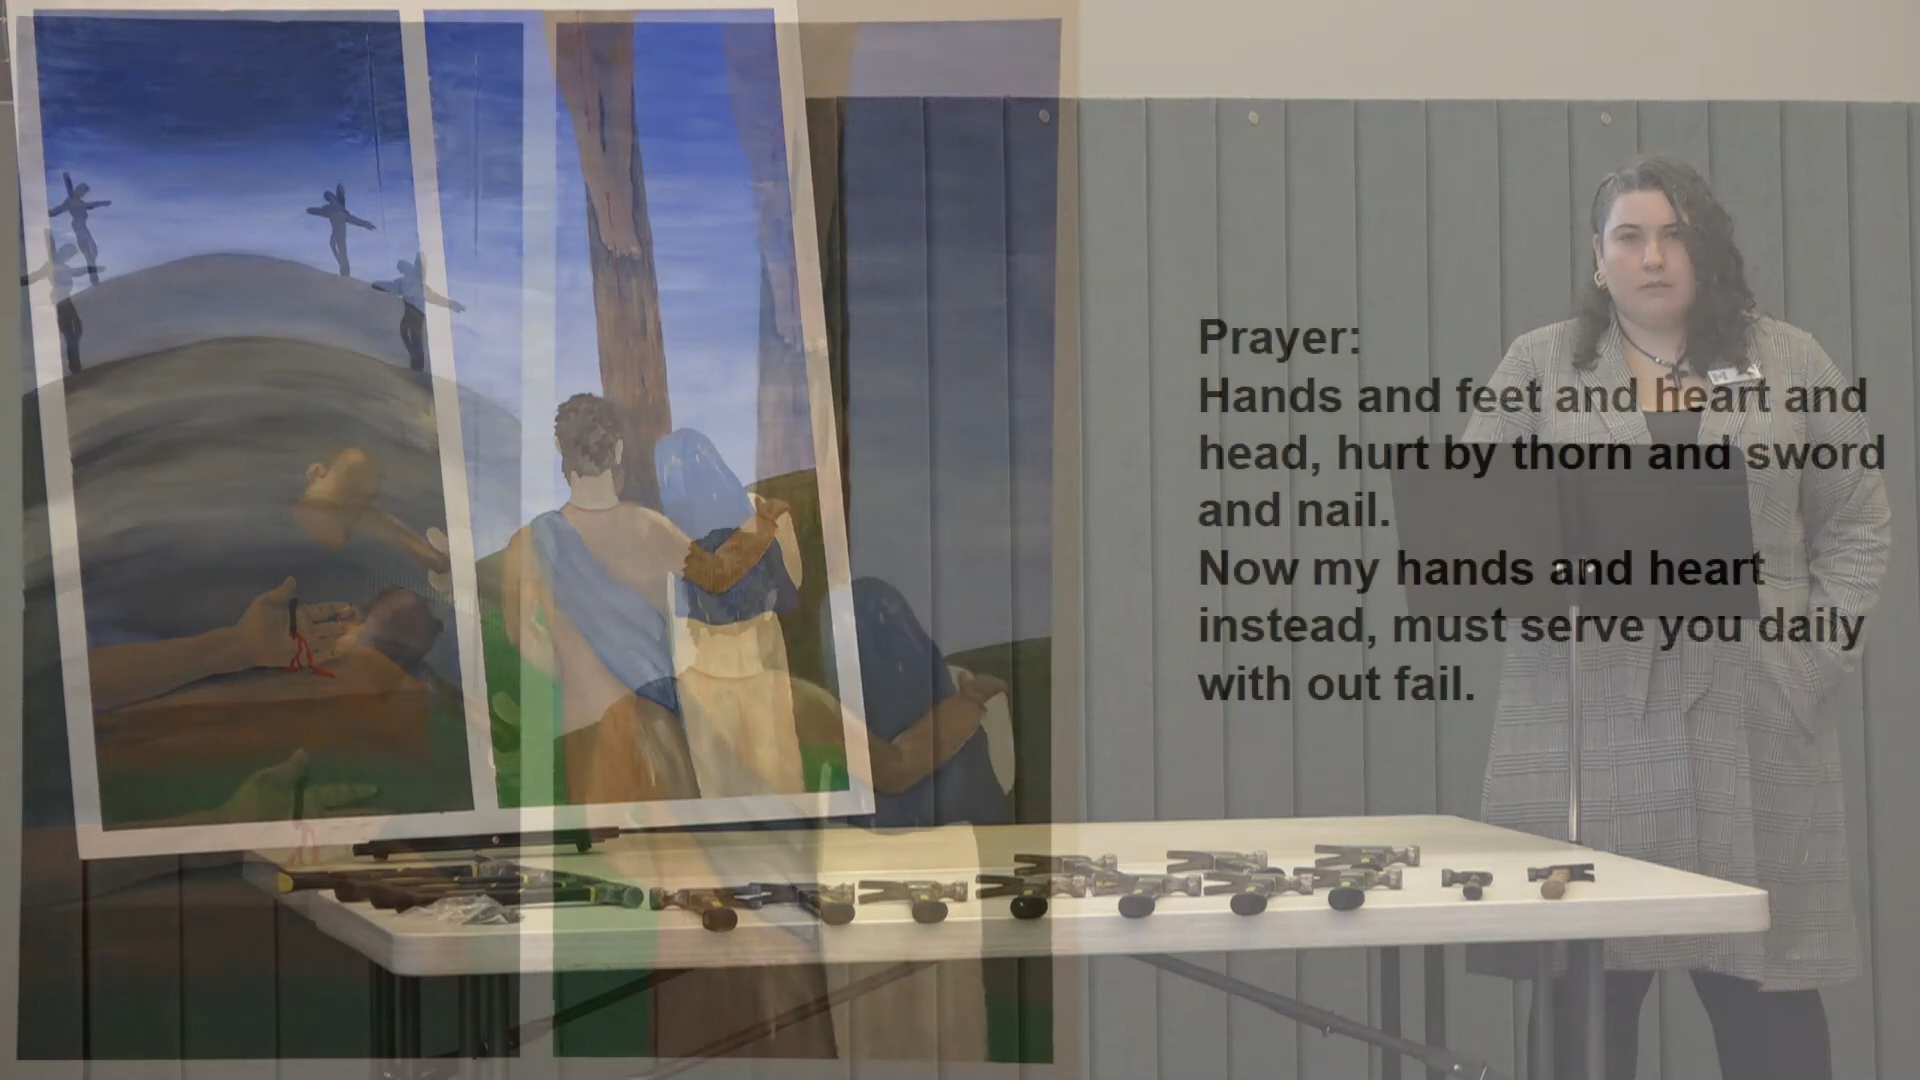 Prayer:
Hands and feet and heart and
head, hurt by thorn and sword
and nail.
Now my hands and heart
instead, must serve you daily
with out fail.